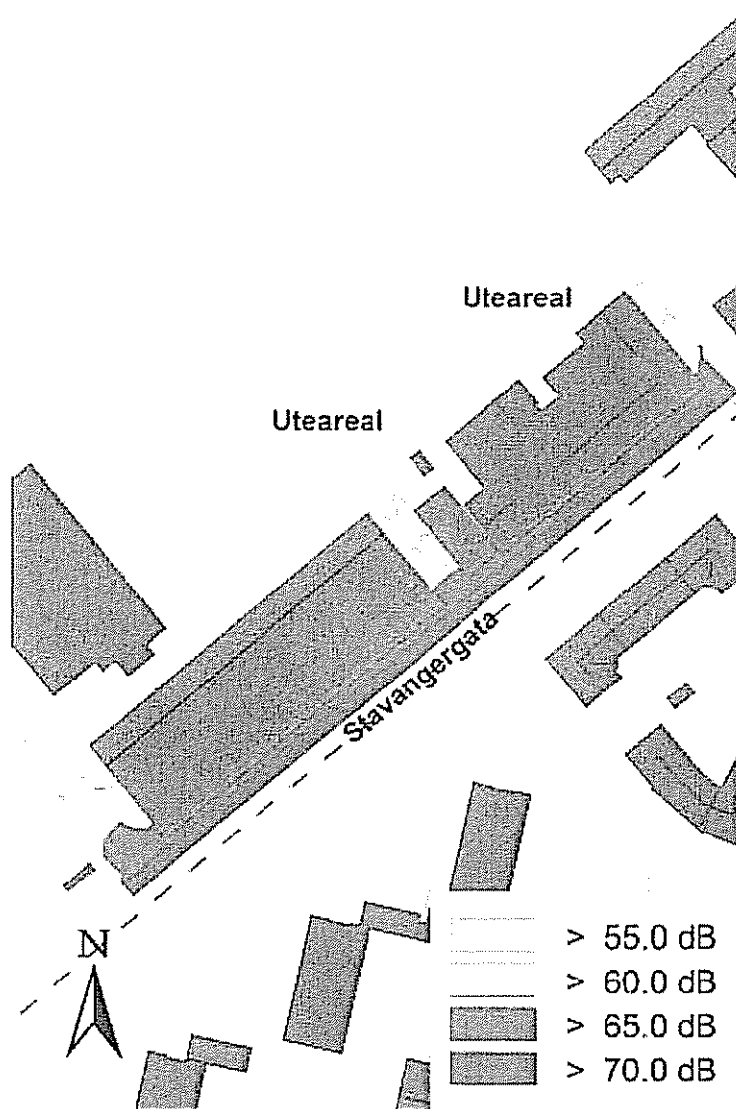 Uteareal
Uteareal
Stavangergata
N
> 55.0 dB
> 60.0 dB
> 65.0 dB
> 70.0 dB